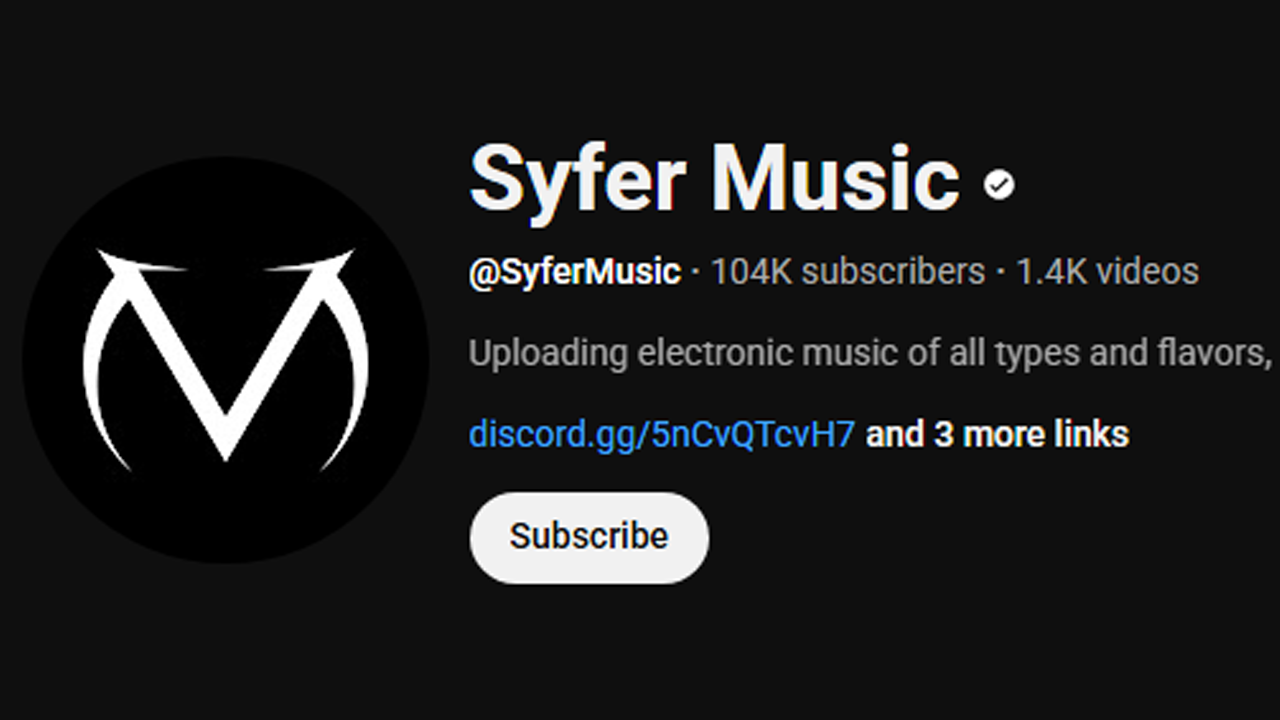 Syfer Music
@SyferMusic · 104K subscribers · 1.4K videos
Uploading electronic music of all types and flavors,
discord.gg/5nCvQTcvH7 and 3 more links
Subscribe